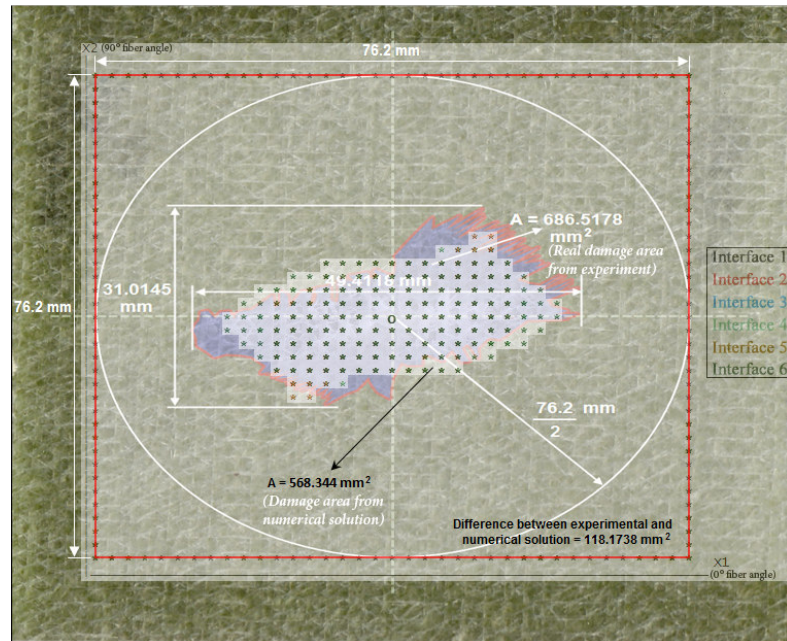 X2 (90° fiber angle)
76.2 mm
A = 686.5178
mm²
(Real damage area
from experiment)
31.0145
mm
49.4118 mm
76.2 mm
O
Interface 1
Interface 2
Interface 3
Interface 4
Interface 5
Interface 6
76.2 mm
2
A = 568.344 mm²
(Damage area from
numerical solution)
Difference between experimental and
numerical solution = 118.1738 mm²
X1
(0° fiber angle)